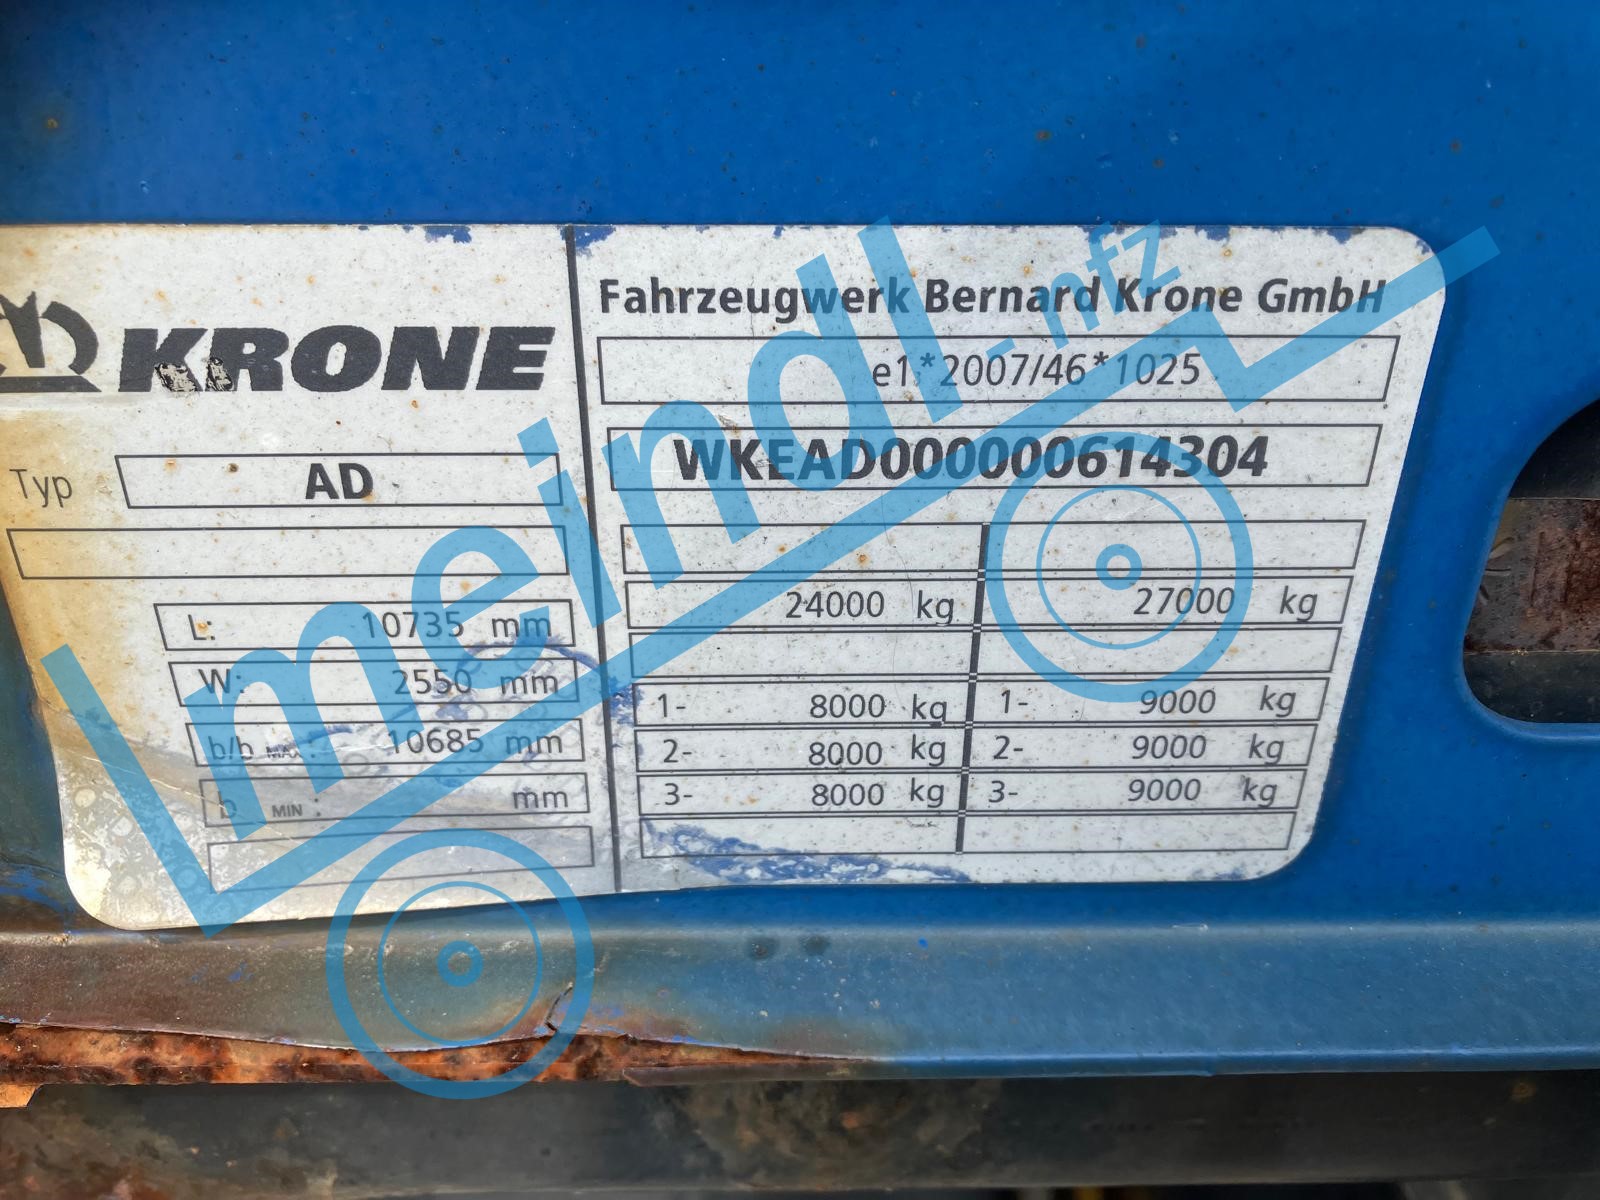 KRONE
Typ AD
L: 10735 mm
W: 2550 mm
b/b MAX: 10685 mm
b MIN: mm
Fahrzeugwerk Bernard Krone GmbH
e1*2007/46*1025
WKEAD000000614304
24000 kg 27000 kg
1- 8000 kg 1- 9000 kg
2- 8000 kg 2- 9000 kg
3- 8000 kg 3- 9000 kg
meindl-nfz